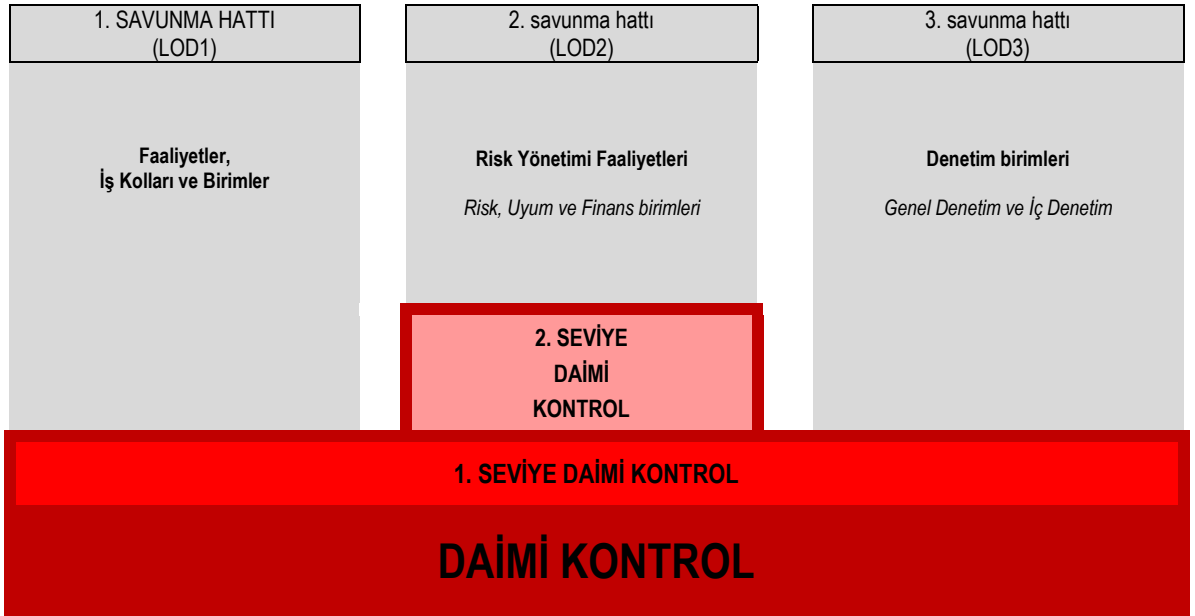 1. SAVUNMA HATTI
(LOD1)
Faaliyetler,
İş Kolları ve Birimler
2. savunma hattı
(LOD2)
Risk Yönetimi Faaliyetleri
Risk, Uyum ve Finans birimleri
3. savunma hattı
(LOD3)
Denetim birimleri
Genel Denetim ve İç Denetim
2. SEVİYE
DAİMİ
KONTROL
1. SEVİYE DAİMİ KONTROL
DAİMİ KONTROL